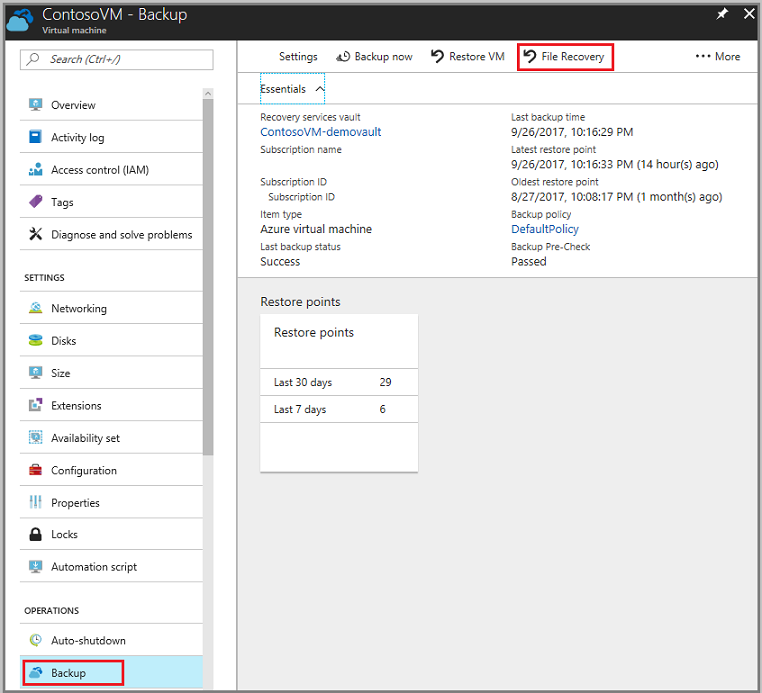 ContosoVM - Backup
Virtual machine
Search (Ctrl+/)
Overview
Activity log
Access control (IAM)
Tags
Diagnose and solve problems
SETTINGS
Networking
Disks
Size
Extensions
Availability set
Configuration
Properties
Locks
Automation script
OPERATIONS
Auto-shutdown
Backup
Settings Backup now Restore VM File Recovery ••• More
Essentials
Recovery services vault
ContosoVM-demovault
Subscription name
Subscription ID
Subscription ID
Item type
Azure virtual machine
Last backup status
Success
Last backup time
9/26/2017, 10:16:29 PM
Latest restore point
9/26/2017, 10:16:33 PM (14 hour(s) ago)
Oldest restore point
8/27/2017, 10:08:17 PM (1 month(s) ago)
Backup policy
DefaultPolicy
Backup Pre-Check
Passed
Restore points
Restore points
Last 30 days 29
Last 7 days 6